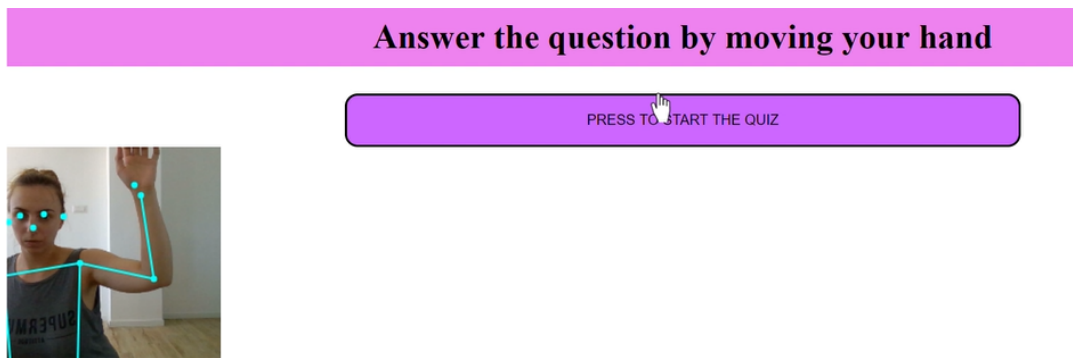 Answer the question by moving your hand
PRESS TO START THE QUIZ